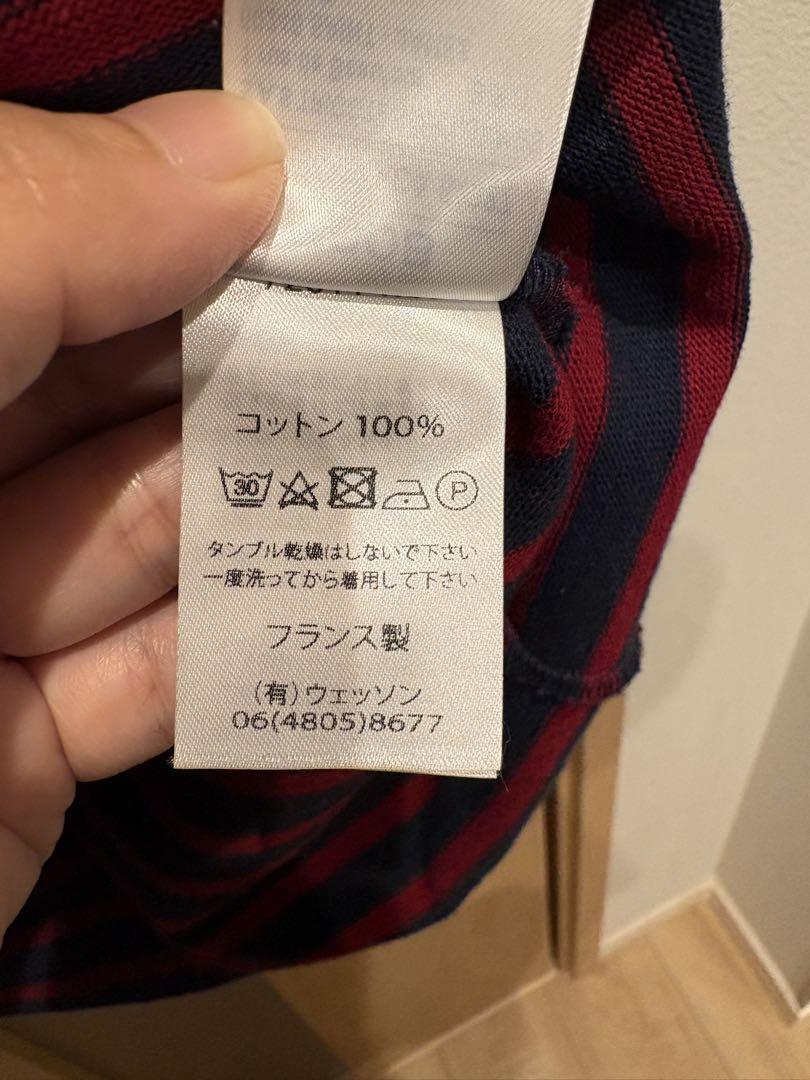 コットン 100%
30 P
タンブル乾燥はしないで下さい
一度洗ってから着用して下さい
フランス製
(有)ウェッソン
06(4805)8677